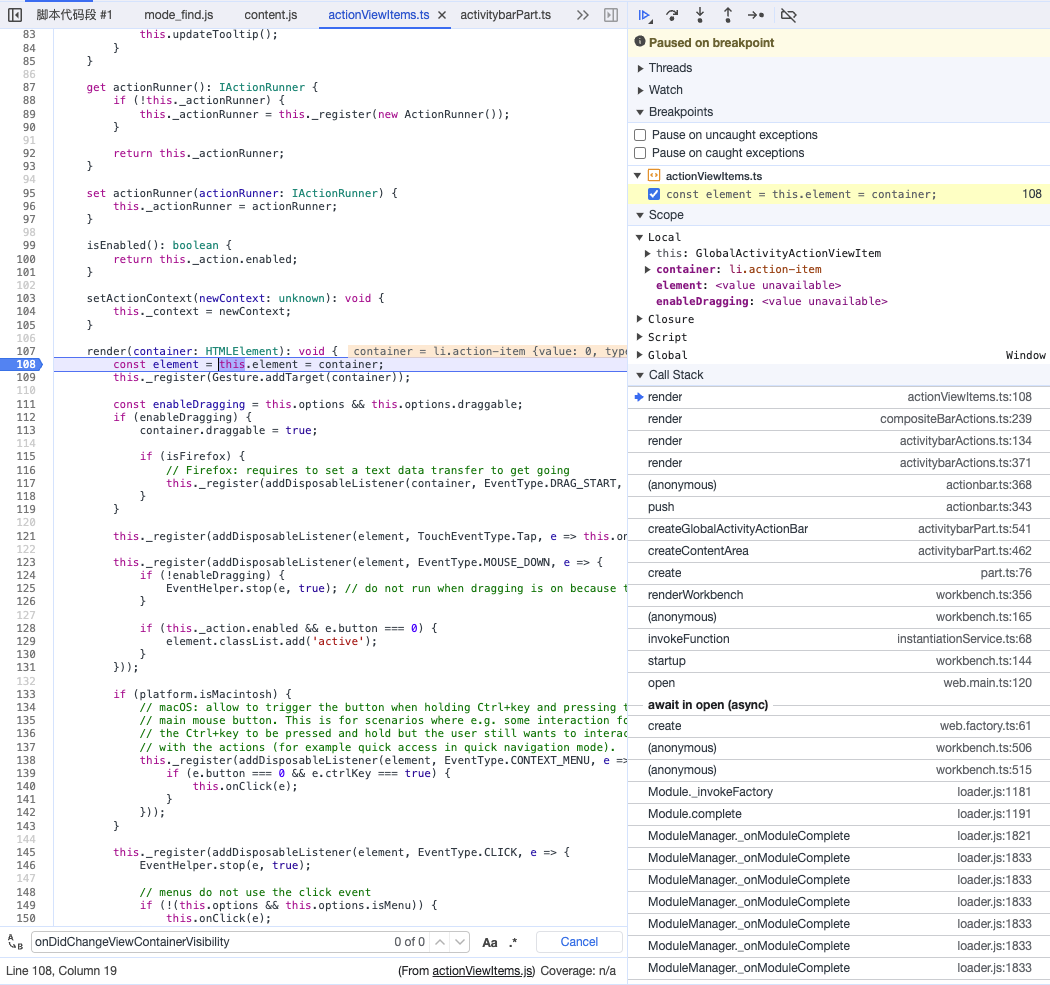 脚本代码段 #1 mode_find.js content.js actionViewItems.ts activitybarPart.ts
83 this.updateTooltip();
84 }
85 }
86
87 get actionRunner(): IActionRunner {
88 if (!this._actionRunner) {
89 this._actionRunner = this._register(new ActionRunner());
90 }
91
92 return this._actionRunner;
93 }
94
95 set actionRunner(actionRunner: IActionRunner) {
96 this._actionRunner = actionRunner;
97 }
98
99 isEnabled(): boolean {
100 return this._action.enabled;
101 }
102
103 setActionContext(newContext: unknown): void {
104 this._context = newContext;
105 }
106
107 render(container: HTMLElement): void { container = li.action-item {value: 0, type
108 const element = this.element = container;
109 this._register(Gesture.addTarget(container));
110
111 const enableDragging = this.options && this.options.draggable;
112 if (enableDragging) {
113 container.draggable = true;
114
115 if (isFirefox) {
116 // Firefox: requires to set a text data transfer to get going
117 this._register(addDisposableListener(container, EventType.DRAG_START,
118 }
119 }
120
121 this._register(addDisposableListener(element, TouchEventType.Tap, e => this.on
122
123 this._register(addDisposableListener(element, EventType.MOUSE_DOWN, e => {
124 if (!enableDragging) {
125 EventHelper.stop(e, true); // do not run when dragging is on because t
126 }
127
128 if (this._action.enabled && e.button === 0) {
129 element.classList.add('active');
130 }
131 }));
132
133 if (platform.isMacintosh) {
134 // macOS: allow to trigger the button when holding Ctrl+key and pressing t
135 // main mouse button. This is for scenarios where e.g. some interaction fo
136 // the Ctrl+key to be pressed and hold but the user still wants to interac
137 // with the actions (for example quick access in quick navigation mode).
138 this._register(addDisposableListener(element, EventType.CONTEXT_MENU, e =>
139 if (e.button === 0 && e.ctrlKey === true) {
140 this.onClick(e);
141 }
142 }));
143 }
144
145 this._register(addDisposableListener(element, EventType.CLICK, e => {
146 EventHelper.stop(e, true);
147
148 // menus do not use the click event
149 if (!(this.options && this.options.isMenu)) {
150 this.onClick(e);
A B onDidChangeViewContainerVisibility 0 of 0 Aa .* Cancel
Line 108, Column 19 (From actionViewItems.js) Coverage: n/a
Paused on breakpoint
Threads
Watch
Breakpoints
Pause on uncaught exceptions
Pause on caught exceptions
actionViewItems.ts
const element = this.element = container; 108
Scope
Local
this: GlobalActivityActionViewItem
container: li.action-item
element: <value unavailable>
enableDragging: <value unavailable>
Closure
Script
Global Window
Call Stack
render actionViewItems.ts:108
render compositeBarActions.ts:239
render activitybarActions.ts:134
render activitybarActions.ts:371
(anonymous) actionbar.ts:368
push actionbar.ts:343
createGlobalActivityActionBar activitybarPart.ts:541
createContentArea activitybarPart.ts:462
create part.ts:76
renderWorkbench workbench.ts:356
(anonymous) workbench.ts:165
invokeFunction instantiationService.ts:68
startup workbench.ts:144
open web.main.ts:120
await in open (async)
create web.factory.ts:61
(anonymous) workbench.ts:506
(anonymous) workbench.ts:515
Module._invokeFactory loader.js:1181
Module.complete loader.js:1191
ModuleManager._onModuleComplete loader.js:1821
ModuleManager._onModuleComplete loader.js:1833
ModuleManager._onModuleComplete loader.js:1833
ModuleManager._onModuleComplete loader.js:1833
ModuleManager._onModuleComplete loader.js:1833
ModuleManager._onModuleComplete loader.js:1833
ModuleManager._onModuleComplete loader.js:1833